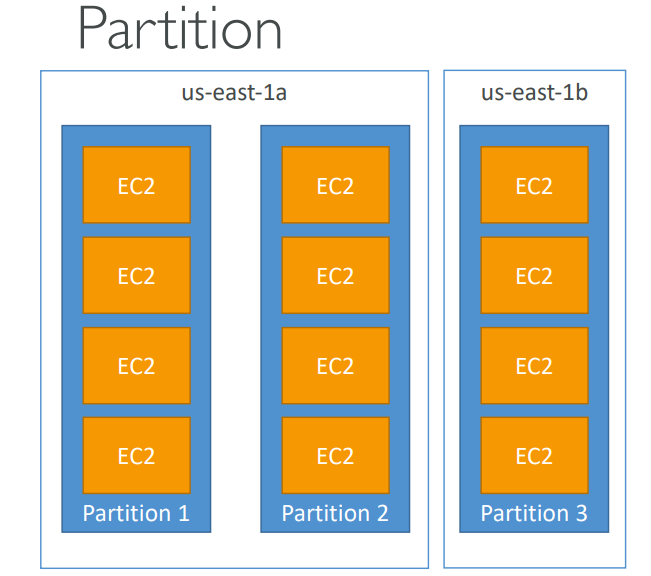 Partition
us-east-1a
us-east-1b
EC2
EC2
EC2
EC2
EC2
EC2
EC2
EC2
EC2
EC2
EC2
EC2
Partition 1
Partition 2
Partition 3